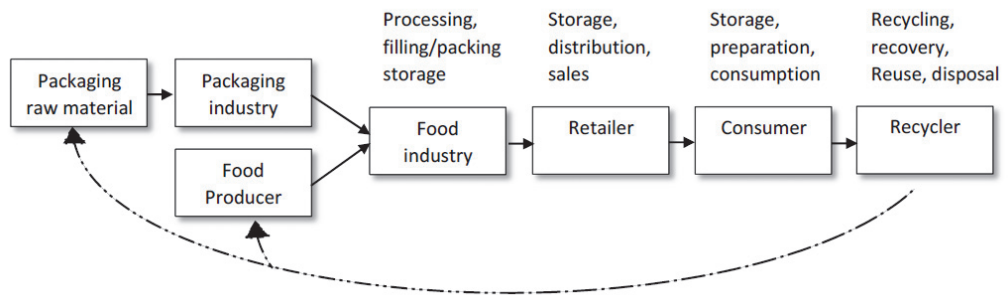 Processing,
filling/packing
storage
Storage,
distribution,
sales
Storage,
preparation,
consumption
Recycling,
recovery,
Reuse, disposal
Packaging
raw material
Packaging
industry
Food
Producer
Food
industry
Retailer
Consumer
Recycler